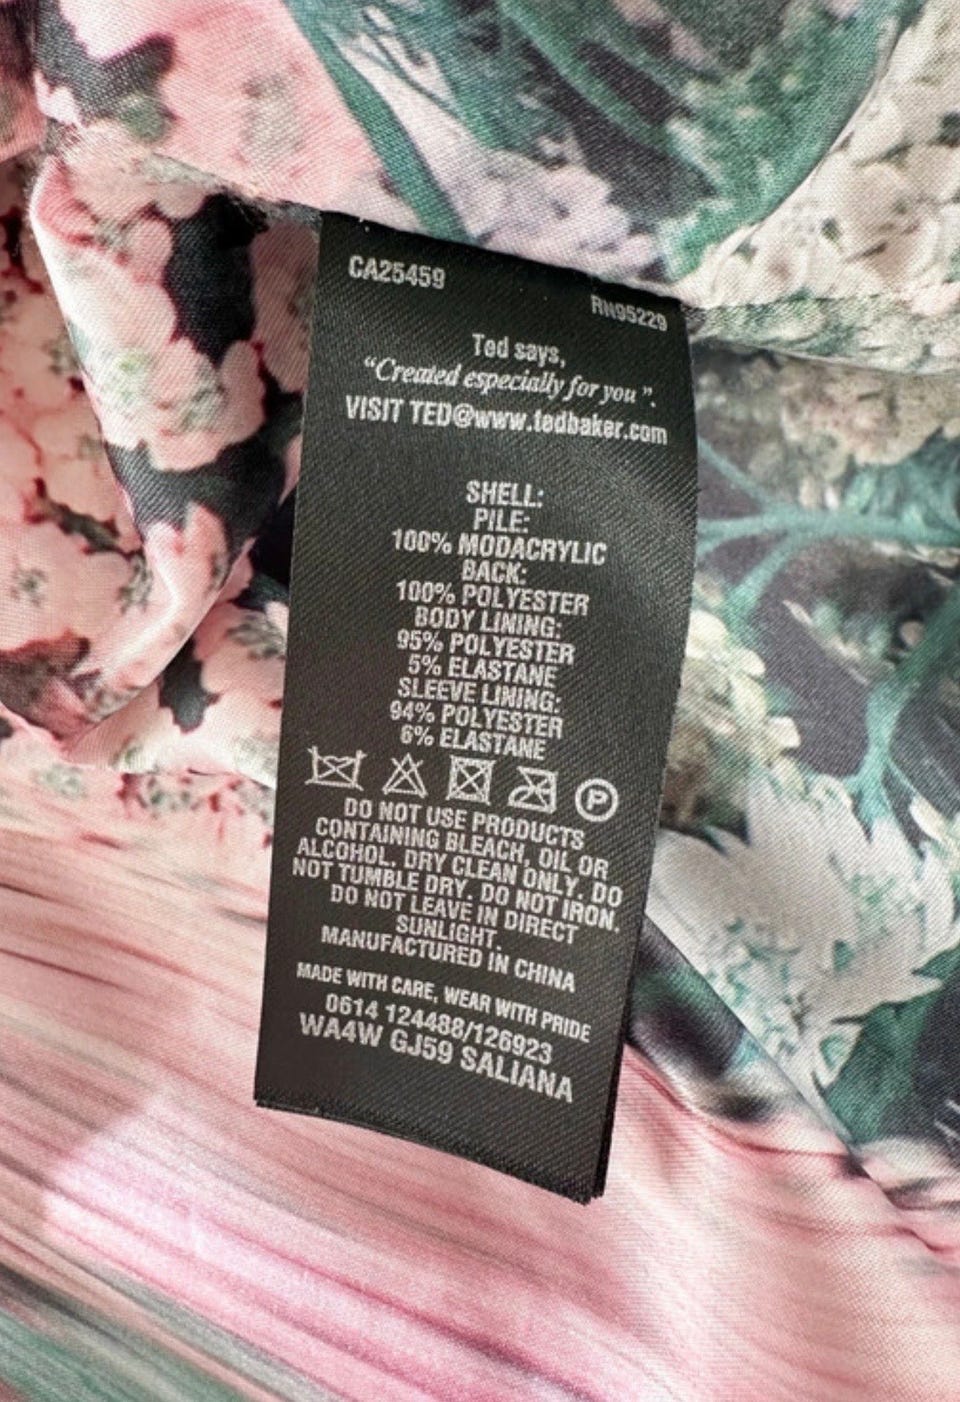 CA25459
RN95229
Ted says,
“Created especially for you”.
VISIT TED@www.tedbaker.com
SHELL:
PILE:
100% MODACRYLIC
BACK:
100% POLYESTER
BODY LINING:
95% POLYESTER
5% ELASTANE
SLEEVE LINING:
94% POLYESTER
6% ELASTANE
P
DO NOT USE PRODUCTS
CONTAINING BLEACH, OIL OR
ALCOHOL. DRY CLEAN ONLY. DO
NOT TUMBLE DRY. DO NOT IRON.
DO NOT LEAVE IN DIRECT
SUNLIGHT.
MANUFACTURED IN CHINA
MADE WITH CARE, WEAR WITH PRIDE
0614 124488/126923
WA4W GJ59 SALIANA